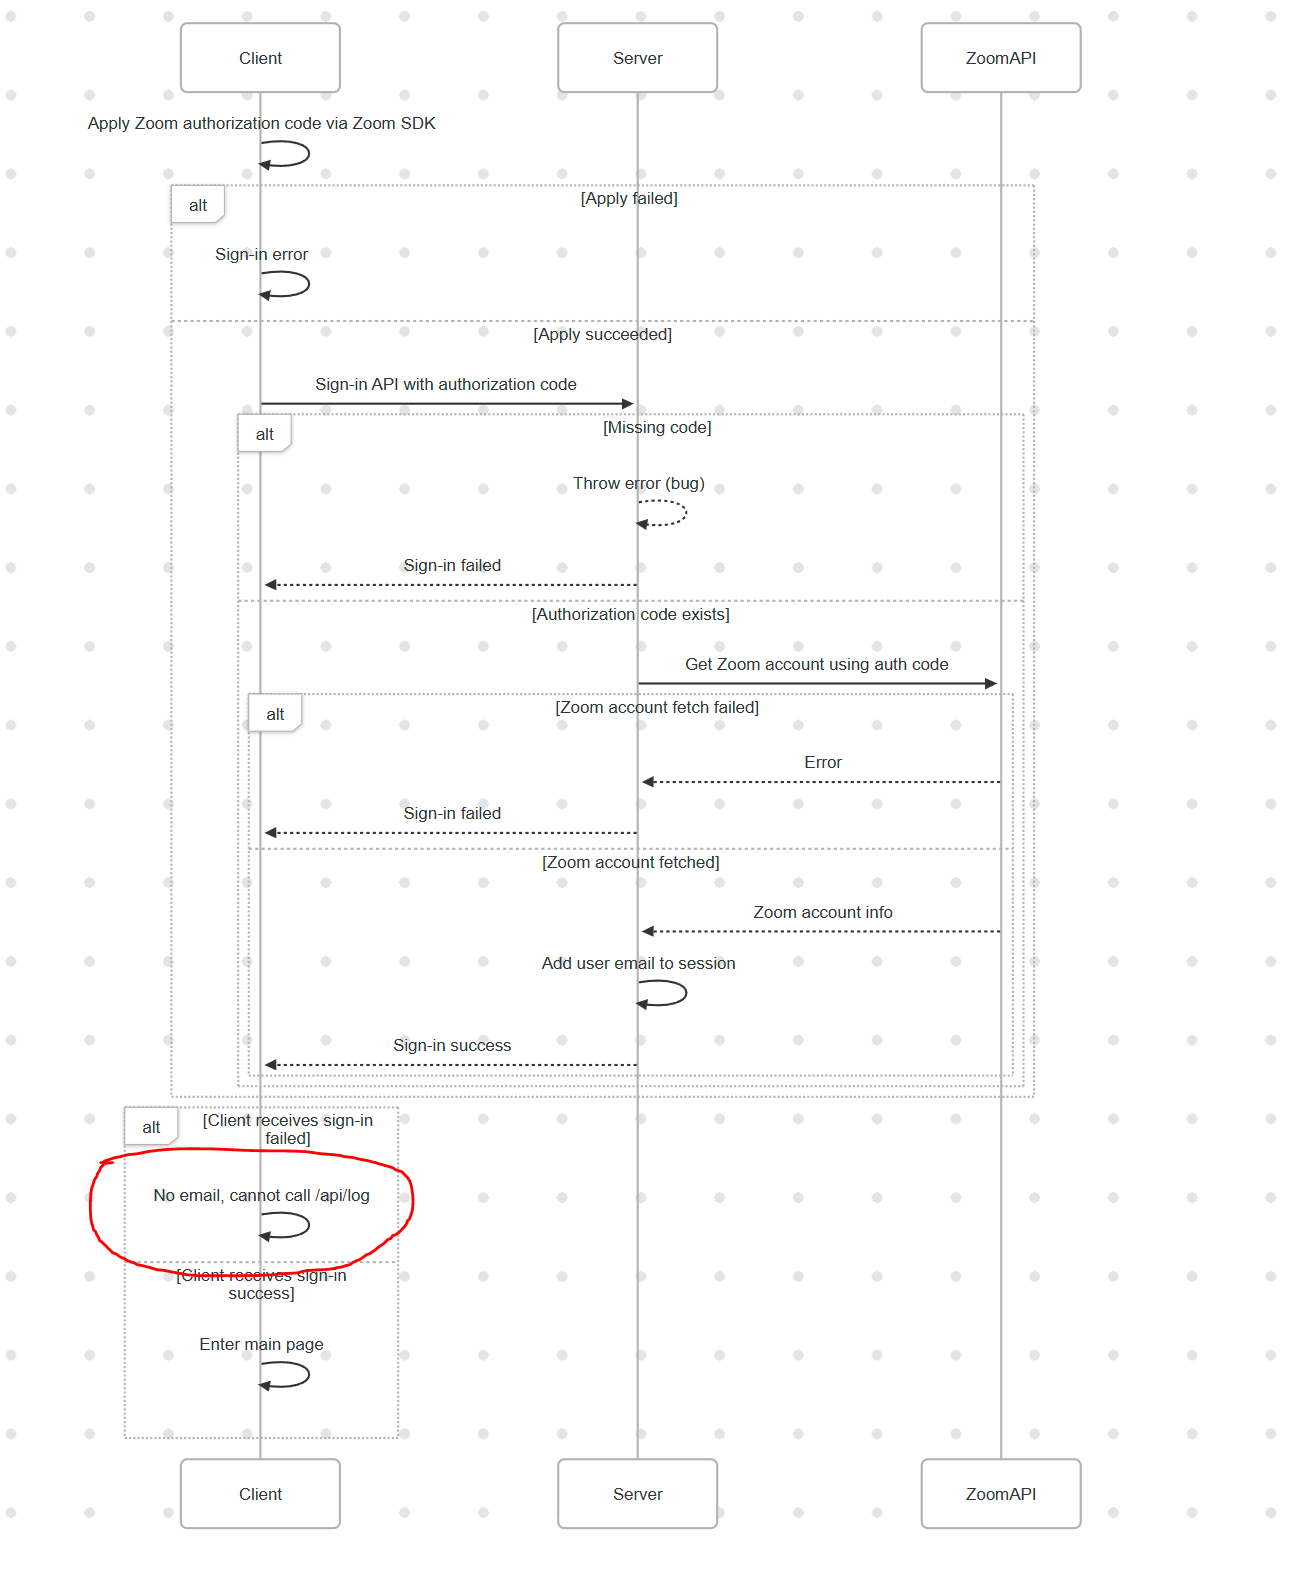 Client
Server
ZoomAPI
Apply Zoom authorization code via Zoom SDK
alt
[Apply failed]
Sign-in error
[Apply succeeded]
Sign-in API with authorization code
alt
[Missing code]
Throw error (bug)
Sign-in failed
[Authorization code exists]
Get Zoom account using auth code
alt
[Zoom account fetch failed]
Error
Sign-in failed
[Zoom account fetched]
Zoom account info
Add user email to session
Sign-in success
alt
[Client receives sign-in
failed]
No email, cannot call /api/log
[Client receives sign-in
success]
Enter main page
Client
Server
ZoomAPI